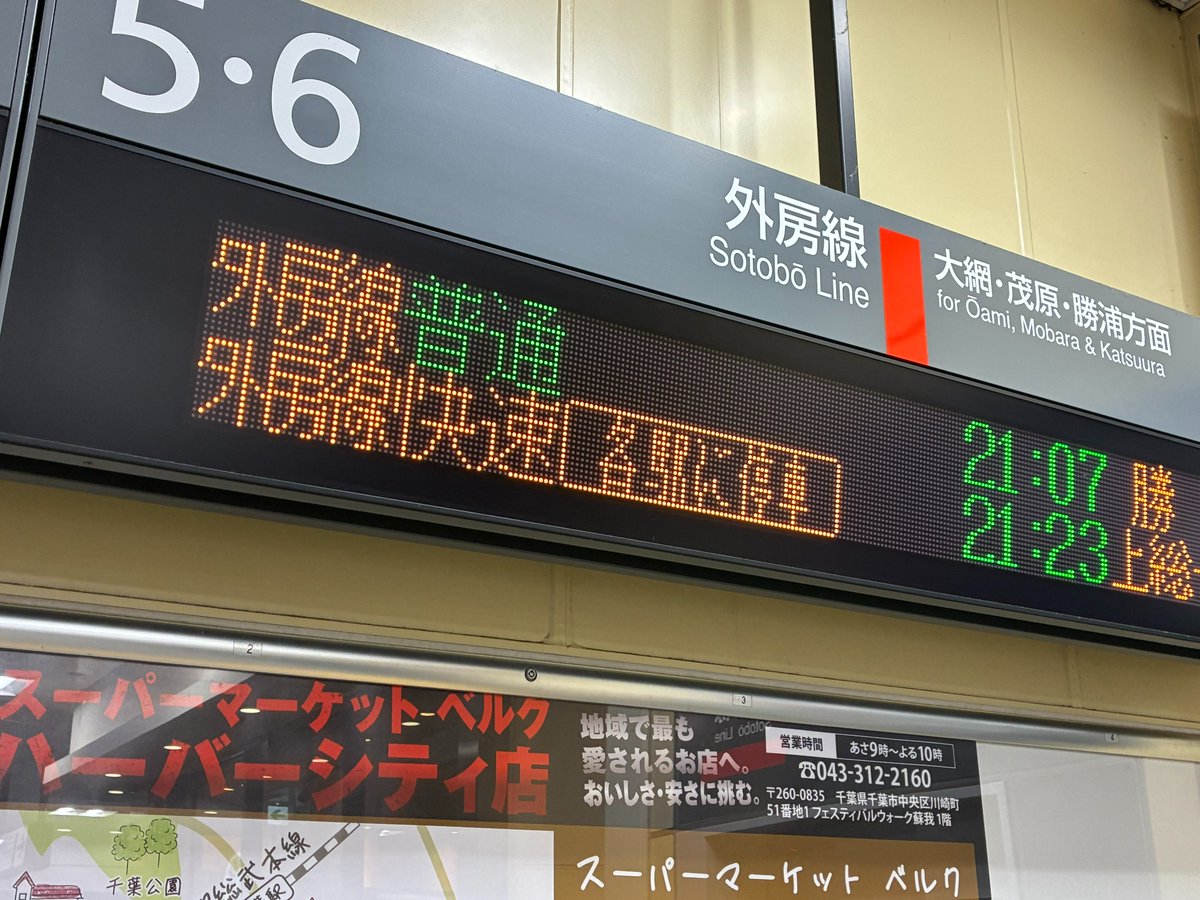 5・6
外房線
Sotobō Line
大網・茂原・勝浦方面
for Ōami, Mobara & Katsuura
外房線 普通 21:07 勝
外房線 快速 各駅に停車 21:23 上総
2
3
4
スーパーマーケット ベルク
ハーバーシティ店
地域で最も
愛されるお店へ。
おいしさ・安さに挑む。
営業時間 あさ9時～よる10時
☎043-312-2160
〒260-0835 千葉県千葉市中央区川崎町
51番地1 フェスティバルウォーク蘇我 1階
千葉公園
総武本線
駅
スーパーマーケット ベルク